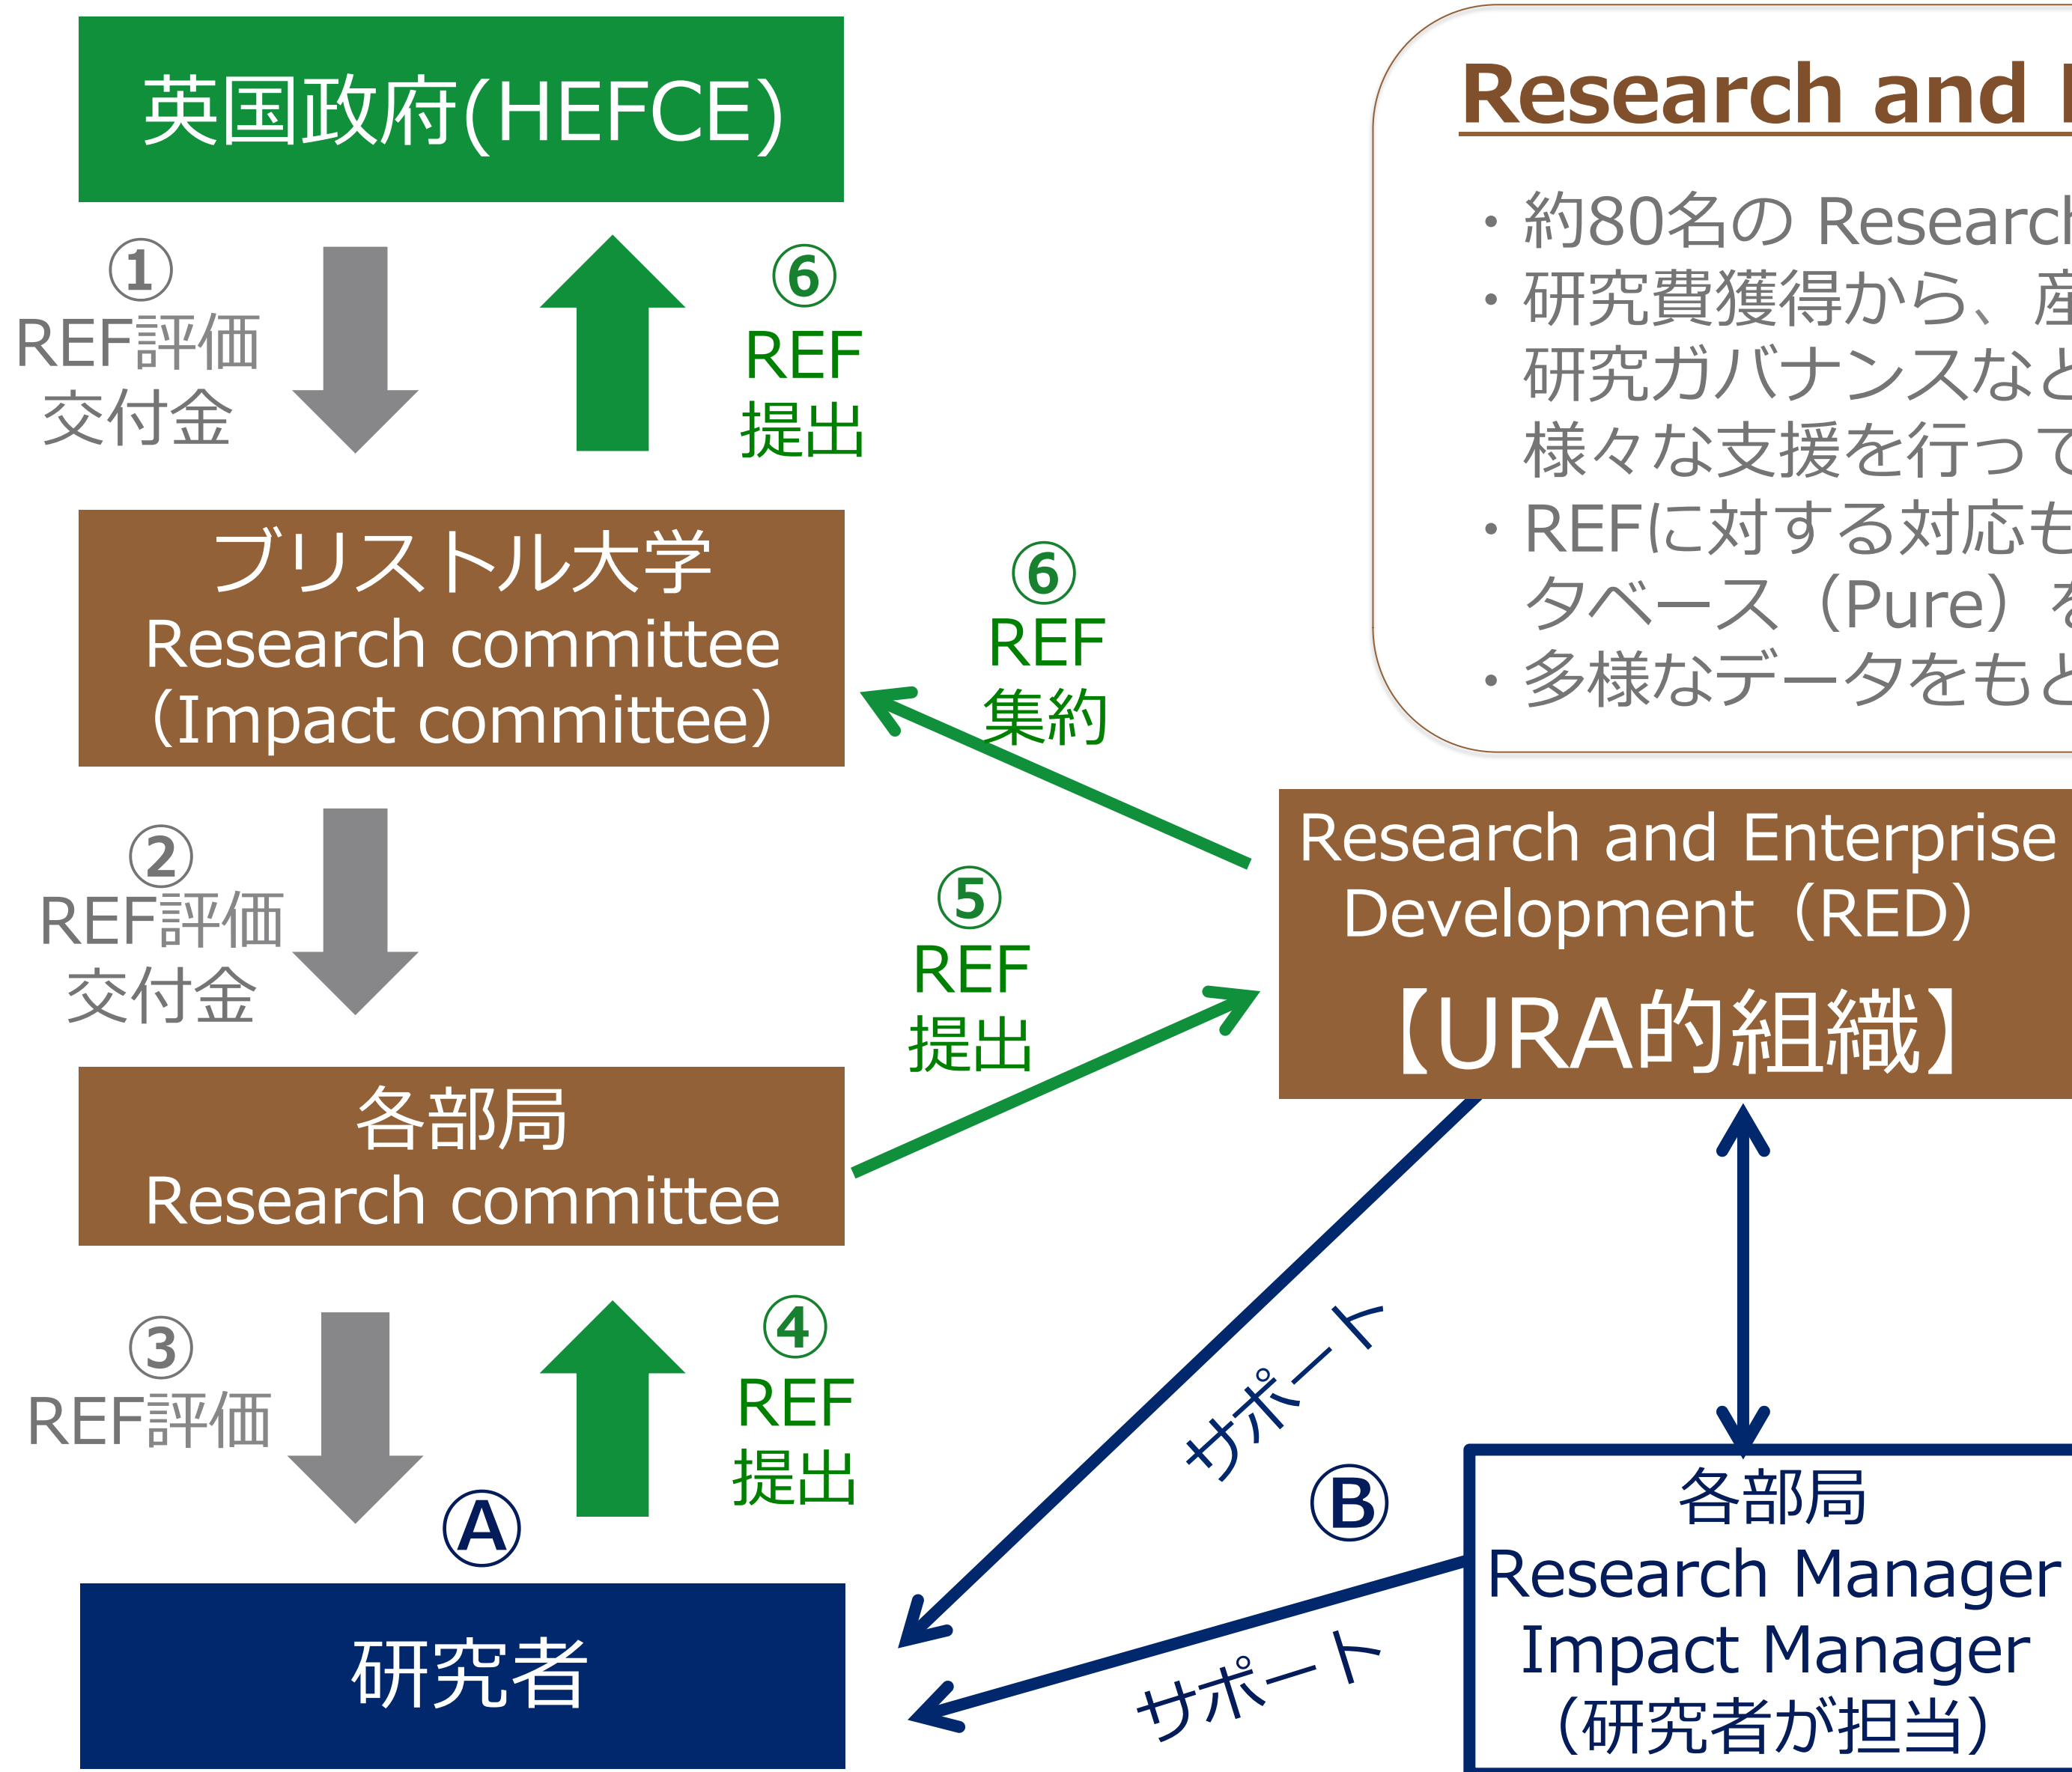 英国政府(HEFCE)
①
REF評価
交付金
⑥
REF
提出
ブリストル大学
Research committee
（Impact committee）
⑥
REF
集約
②
REF評価
交付金
⑤
REF
提出
各部局
Research committee
③
REF評価
④
REF
提出
Ⓐ
研究者
Research and
・約80名の Research
・研究費獲得から、産
研究ガバナンスなど
様々な支援を行って
・REFに対する対応も
タベース（Pure）を
・多様なデータをもと
Research and Enterprise
Development（RED）
【URA的組織】
サポート
Ⓑ
サポート
各部局
Research Manager
Impact Manager
（研究者が担当）